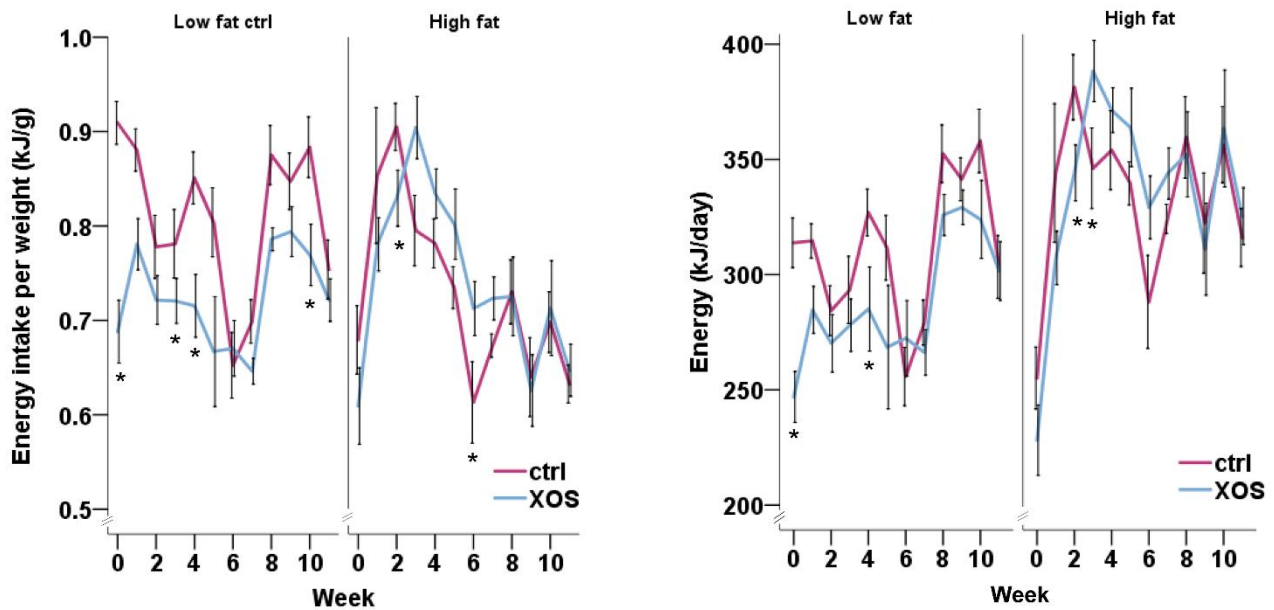 Low fat ctrl
High fat
Energy intake per weight (kJ/g)
1.0
0.9
0.8
0.7
0.6
0.5
*
*
*
*
*
*
ctrl
XOS
0 2 4 6 8 10
0 2 4 6 8 10
Week
Low fat
High fat
Energy (kJ/day)
400
350
300
250
200
*
*
*
*
ctrl
XOS
0 2 4 6 8 10
0 2 4 6 8 10
Week